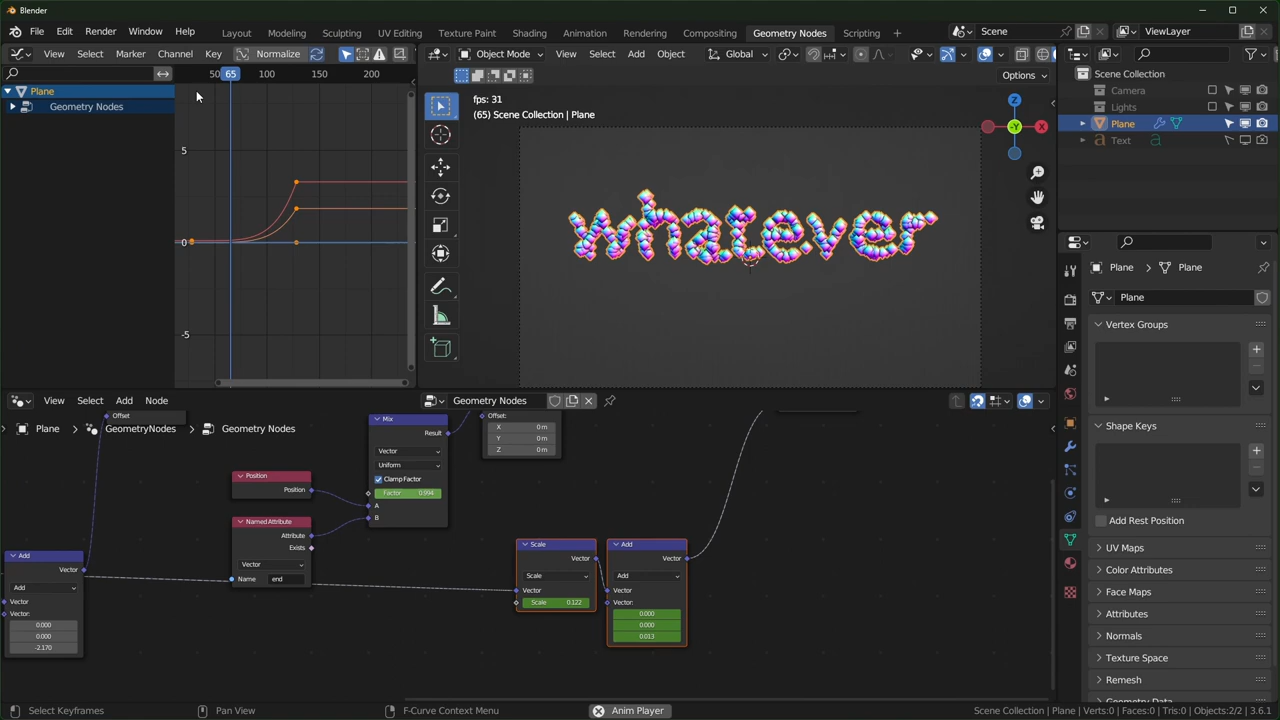 Blender
File Edit Render Window Help Layout Modeling Sculpting UV Editing Texture Paint Shading Animation Rendering Compositing Geometry Nodes Scripting Scene ViewLayer
View Select Marker Channel Key Normalize Object Mode View Select Add Object Global
50 65 100 150 200
Options
Plane
Geometry Nodes
5
0
-5
fps: 31
(65) Scene Collection | Plane
whatever
Z
-Y
X
Scene Collection
Camera
Lights
Plane
Text
Plane Plane
Plane
Vertex Groups
Shape Keys
Add Rest Position
UV Maps
Color Attributes
Face Maps
Attributes
Normals
Texture Space
Remesh
Geometry Data
View Select Add Node Geometry Nodes
Plane GeometryNodes Geometry Nodes
Offset
Mix
Result
Vector
Uniform
Clamp Factor
Factor 0.994
A
B
Offset:
X 0 m
Y 0 m
Z 0 m
Position
Position
Named Attribute
Attribute
Exists
Vector
Name end
Add
Vector
Add
Vector
Vector:
0.000
0.000
-2.170
Scale
Vector
Scale
Vector
Scale 0.122
Add
Vector
Add
Vector
Vector:
0.000
0.000
0.013
Select Keyframes Pan View F-Curve Context Menu Anim Player Scene Collection | Plane | Verts:0 | Faces:0 | Tris:0 | Objects:2/2 | 3.6.1